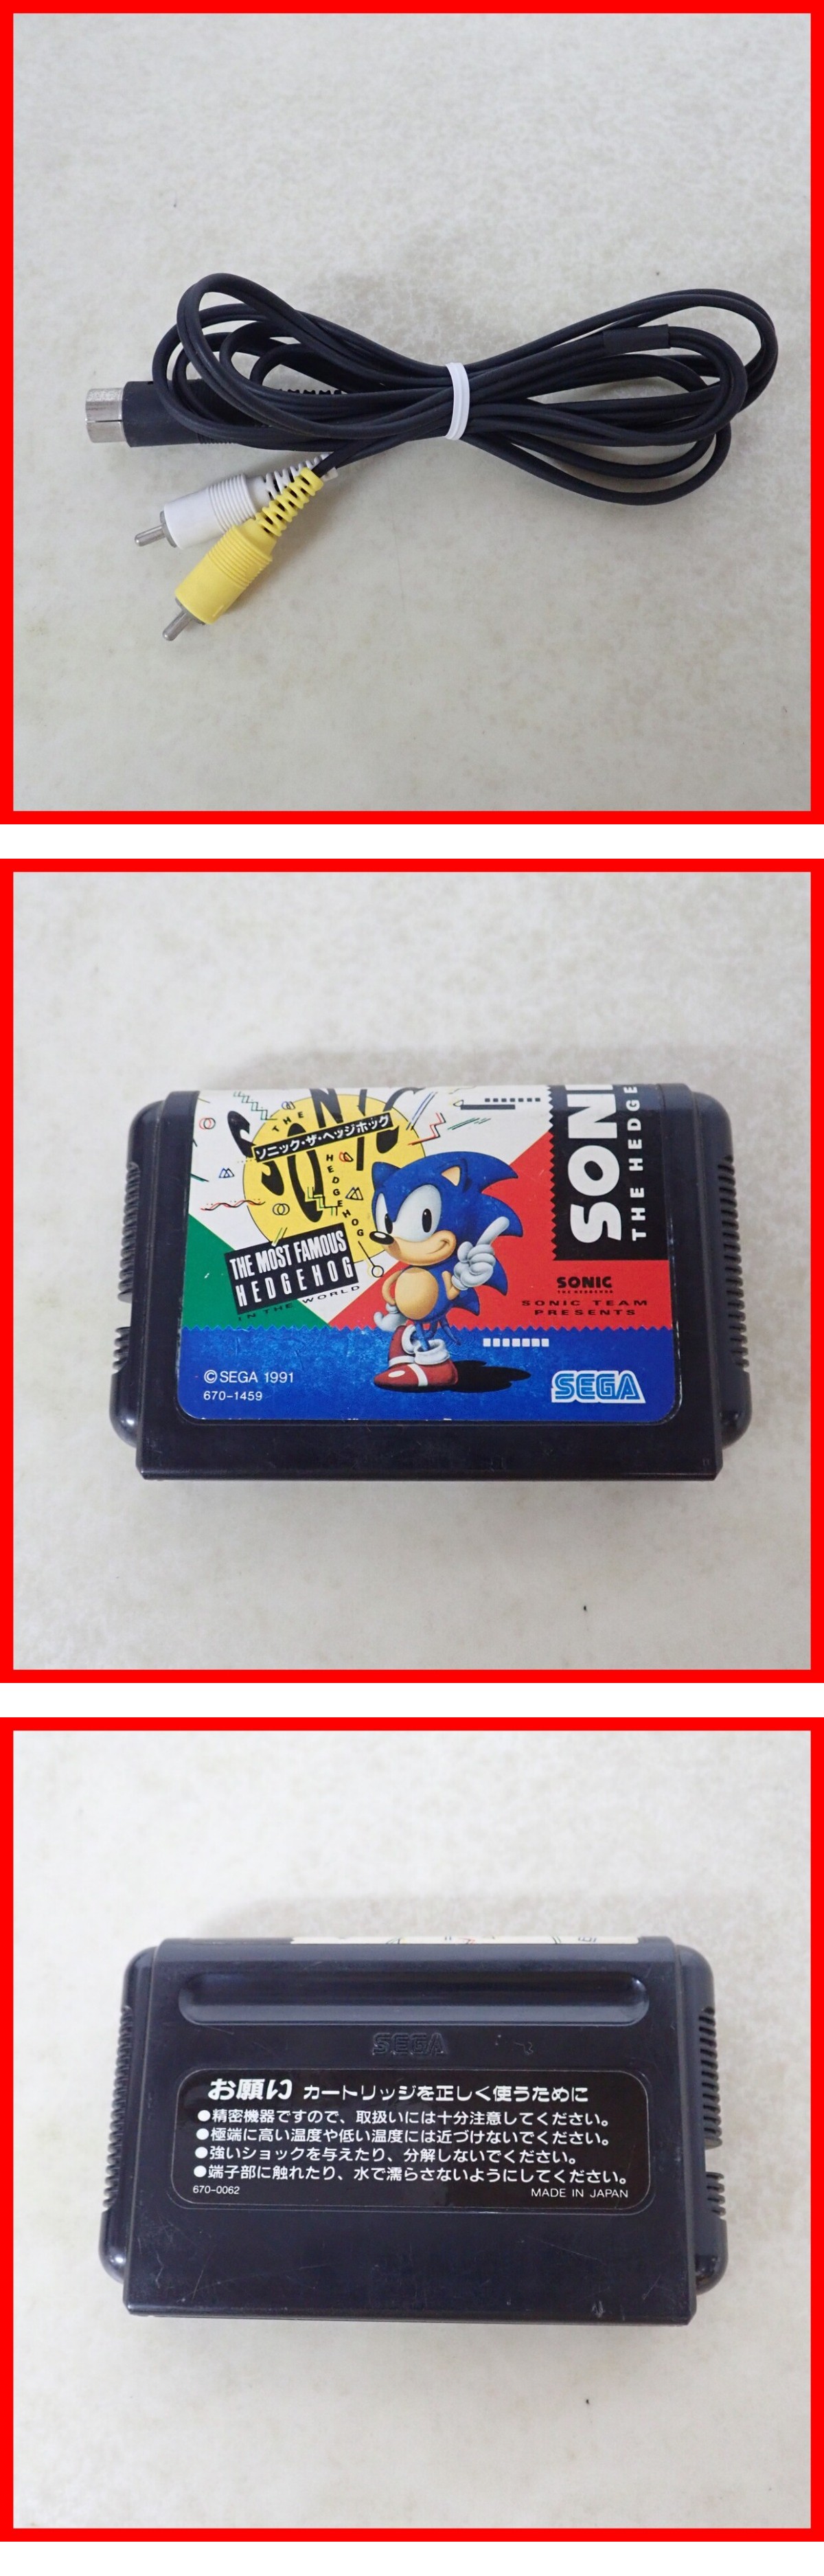 THE
SONIC
ソニック・ザ・ヘッジホッグ
HEDGEHOG
THE MOST FAMOUS
HEDGEHOG
IN THE WORLD
SONI
THE HEDGE
SONIC
THE HEDGEHOG
SONIC TEAM
PRESENTS
©SEGA 1991
670-1459
SEGA
SEGA
お願い カートリッジを正しく使うために
●精密機器ですので、取扱いには十分注意してください。
●極端に高い温度や低い温度には近づけないでください。
●強いショックを与えたり、分解しないでください。
●端子部に触れたり、水で濡らさないようにしてください。
670-0062
MADE IN JAPAN